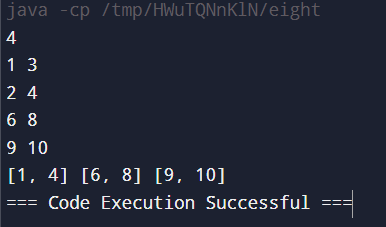 java -cp /tmp/HWuTQNnKlN/eight
4
1 3
2 4
6 8
9 10
[1, 4] [6, 8] [9, 10]
=== Code Execution Successful ===